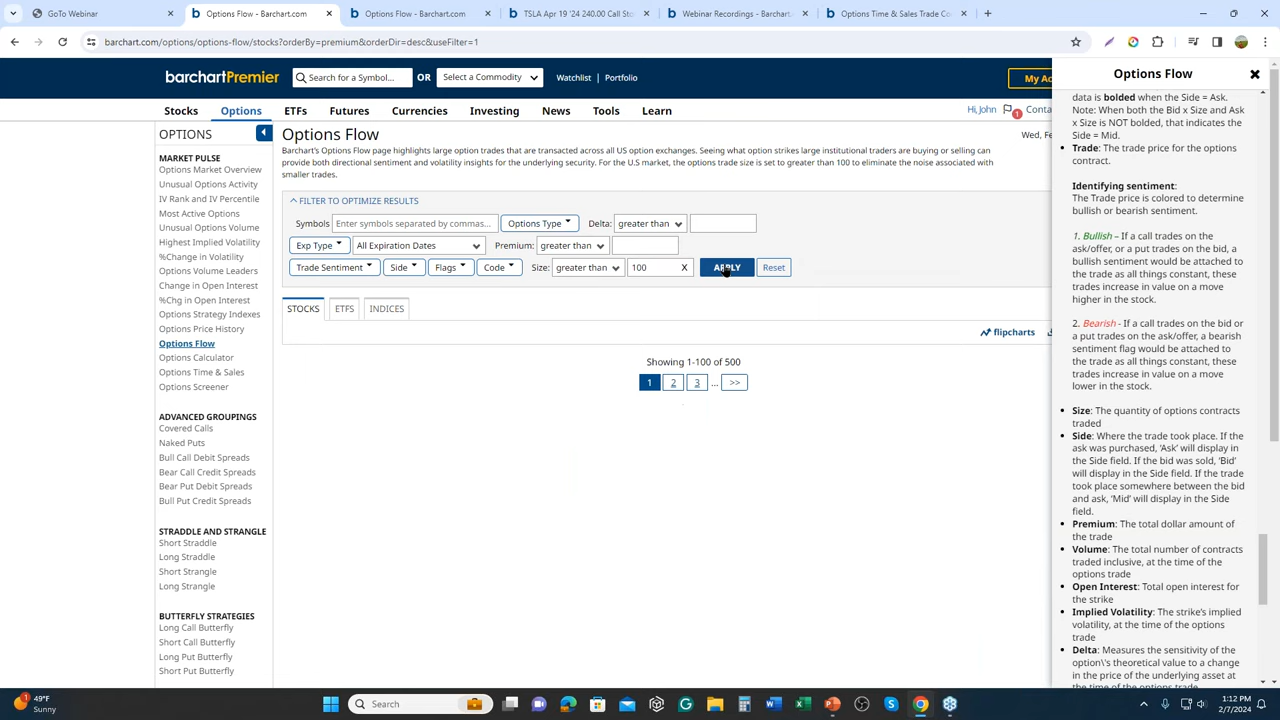 GoTo Webinar
Options Flow - Barchart.com
Options Flow - Barchart.com
TSLA Apr 19 '24 240.00 Call Sto
Webinar Recordings - Barchart
Options Time & Sales Trade Co
barchart.com/options/options-flow/stocks?orderBy=premium&orderDir=desc&useFilter=1
barchartPremier
Search for a Symbol...
OR
Select a Commodity
Watchlist
Portfolio
My Ac
Stocks
Options
ETFs
Futures
Currencies
Investing
News
Tools
Learn
Hi, John
1
Conta
OPTIONS
MARKET PULSE
Options Market Overview
Unusual Options Activity
IV Rank and IV Percentile
Most Active Options
Unusual Options Volume
Highest Implied Volatility
%Change in Volatility
Options Volume Leaders
Change in Open Interest
%Chg in Open Interest
Options Strategy Indexes
Options Price History
Options Flow
Options Calculator
Options Time & Sales
Options Screener
ADVANCED GROUPINGS
Covered Calls
Naked Puts
Bull Call Debit Spreads
Bear Call Credit Spreads
Bear Put Debit Spreads
Bull Put Credit Spreads
STRADDLE AND STRANGLE
Short Straddle
Long Straddle
Short Strangle
Long Strangle
BUTTERFLY STRATEGIES
Long Call Butterfly
Short Call Butterfly
Long Put Butterfly
Short Put Butterfly
Options Flow
Wed, Fe
Barchart's Options Flow page highlights large option trades that are transacted across all US option exchanges. Seeing what option strikes large institutional traders are buying or selling can
provide both directional sentiment and volatility insights for the underlying security. For the U.S. market, the options trade size is set to greater than 100 to eliminate the noise associated with
smaller trades.
FILTER TO OPTIMIZE RESULTS
Symbols
Enter symbols separated by commas...
Options Type
Delta:
greater than
Exp Type
All Expiration Dates
Premium:
greater than
Trade Sentiment
Side
Flags
Code
Size:
greater than
100
X
APPLY
Reset
STOCKS
ETFS
INDICES
flipcharts
Showing 1-100 of 500
1
2
3
...
>>
Options Flow
data is bolded when the Side = Ask.
Note: When both the Bid x Size and Ask
x Size is NOT bolded, that indicates the
Side = Mid.
Trade: The trade price for the options
contract.
Identifying sentiment:
The Trade price is colored to determine
bullish or bearish sentiment.
1. Bullish – If a call trades on the
ask/offer, or a put trades on the bid, a
bullish sentiment would be attached to
the trade as all things constant, these
trades increase in value on a move
higher in the stock.
2. Bearish - If a call trades on the bid or
a put trades on the ask/offer, a bearish
sentiment flag would be attached to
the trade as all things constant, these
trades increase in value on a move
lower in the stock.
Size: The quantity of options contracts
traded
Side: Where the trade took place. If the
ask was purchased, 'Ask' will display in
the Side field. If the bid was sold, 'Bid'
will display in the Side field. If the trade
took place somewhere between the bid
and ask, 'Mid' will display in the Side
field.
Premium: The total dollar amount of
the trade
Volume: The total number of contracts
traded inclusive, at the time of the
options trade
Open Interest: Total open interest for
the strike
Implied Volatility: The strike's implied
volatility, at the time of the options
trade
Delta: Measures the sensitivity of the
option\'s theoretical value to a change
in the price of the underlying asset
at the time of the options trade
1
49°F
Sunny
Search
1:12 PM
2/7/2024